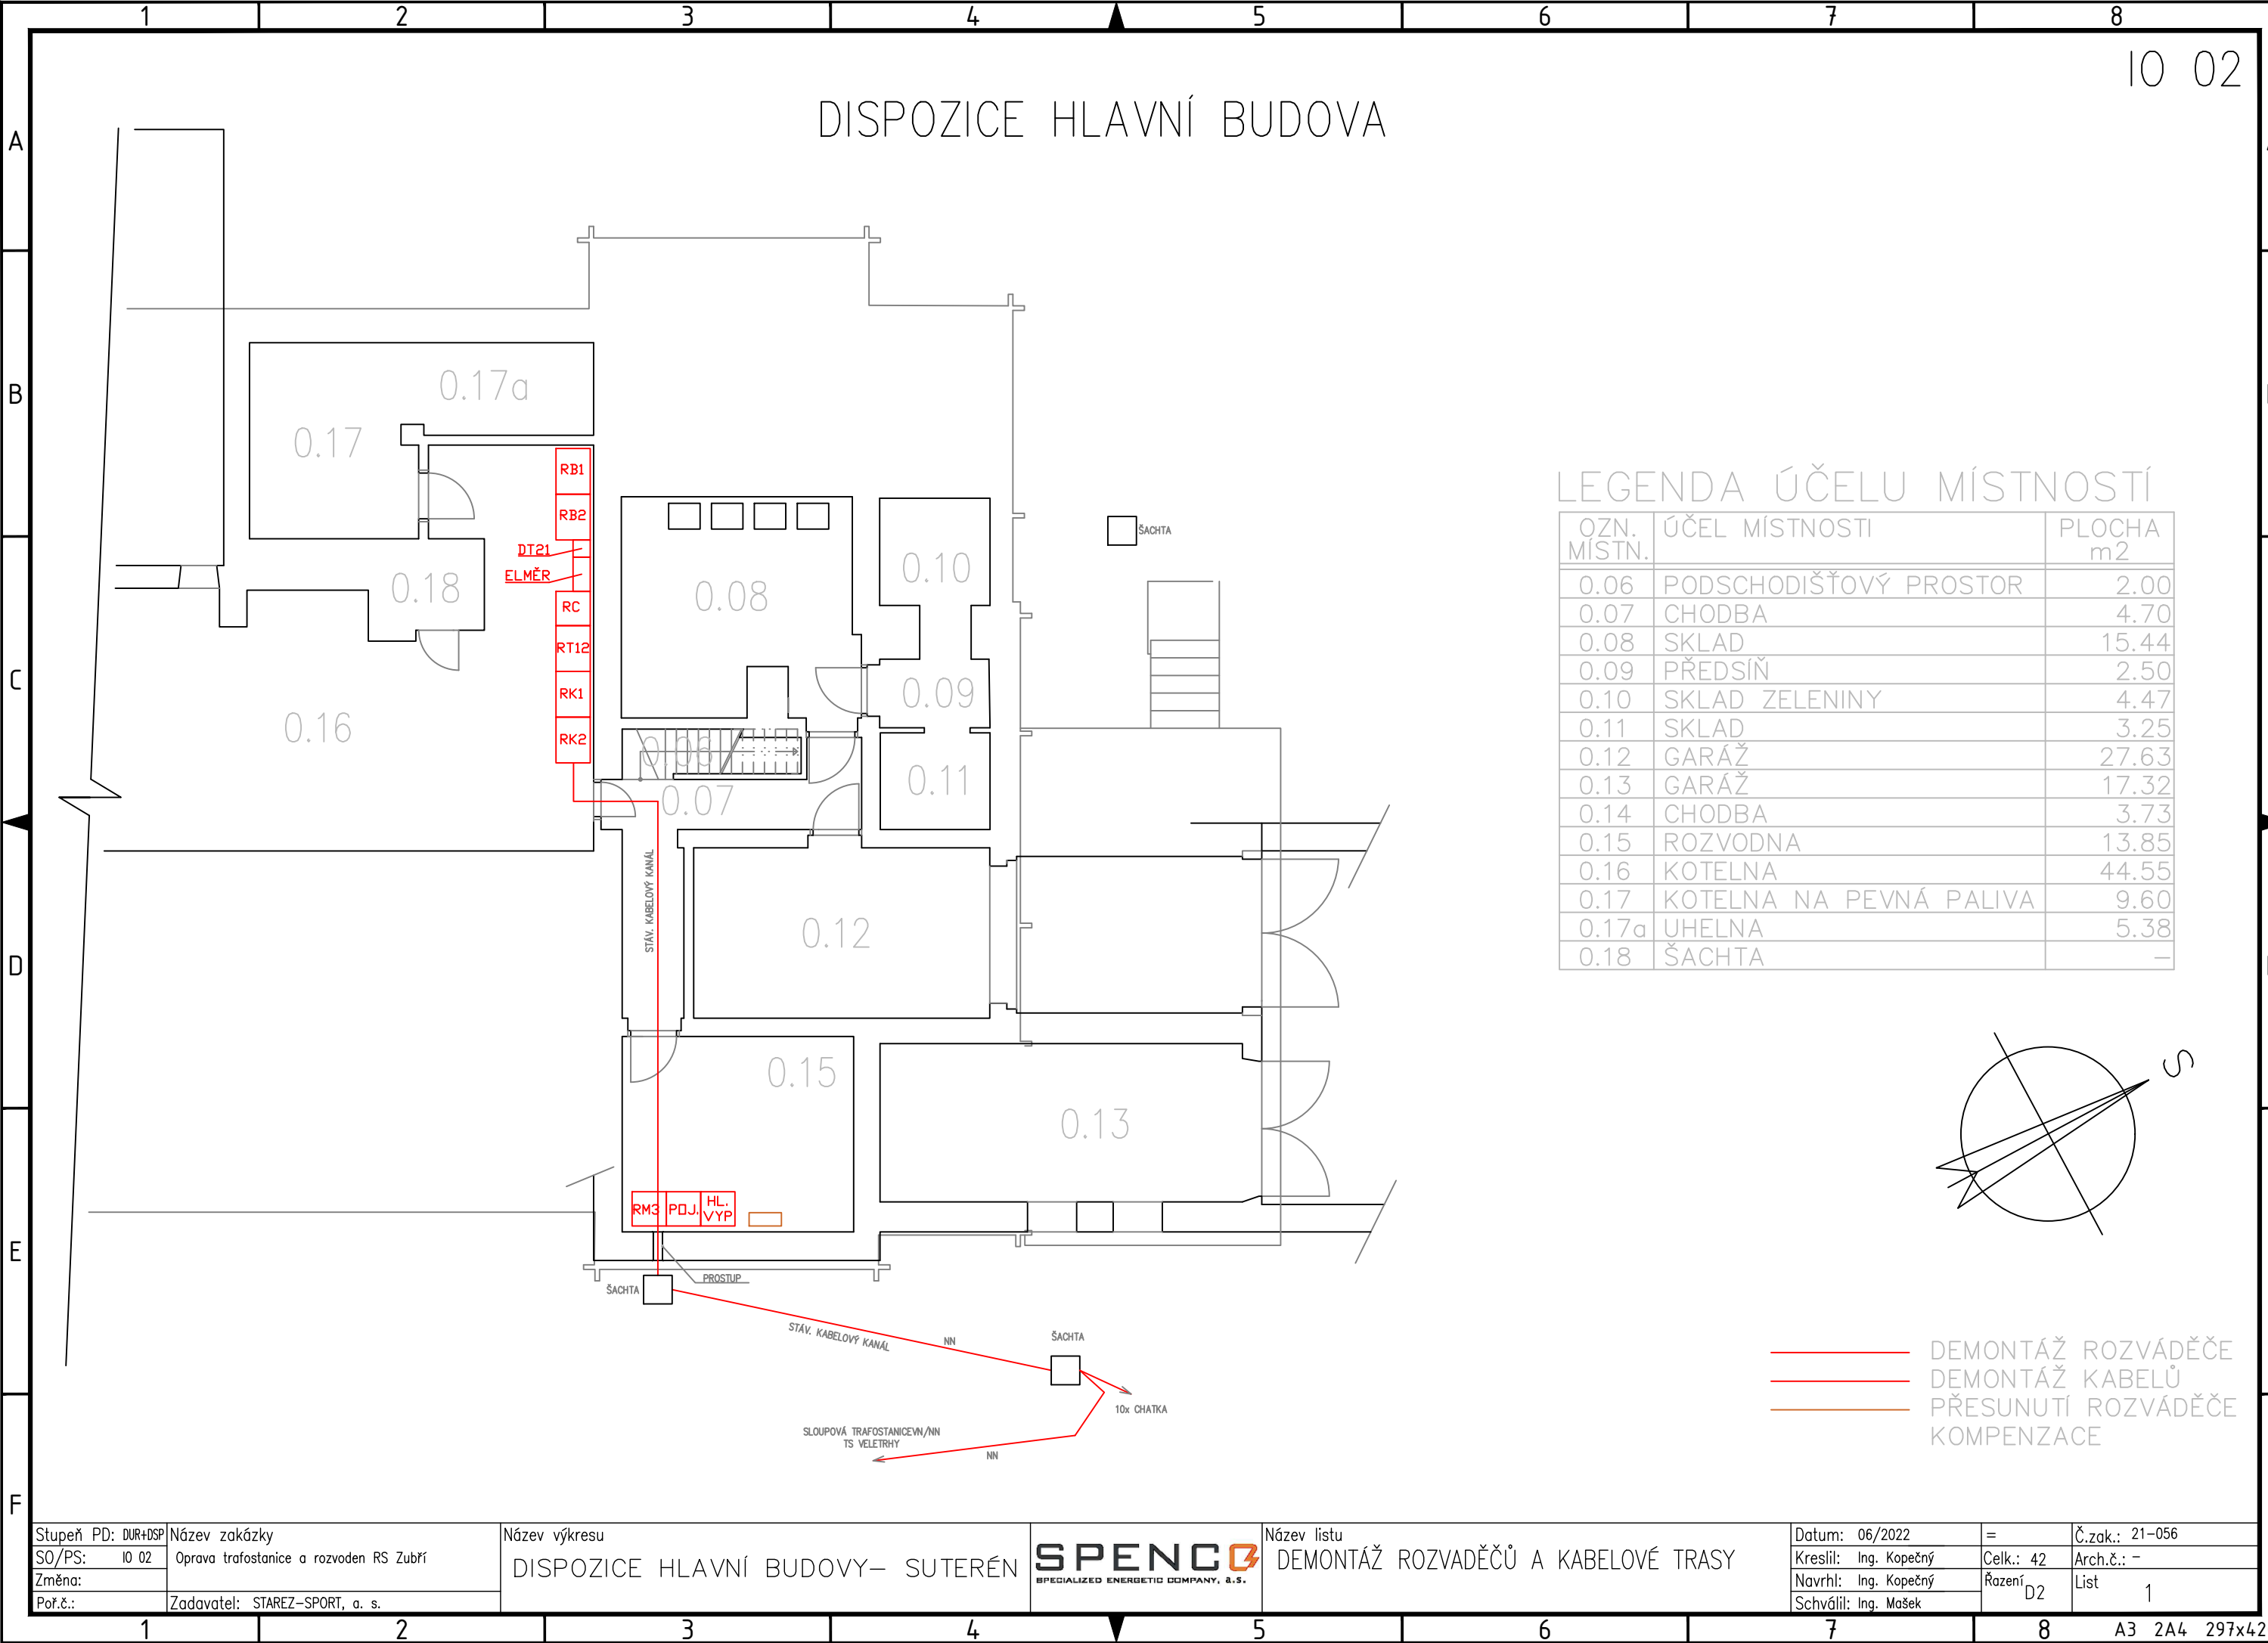 1 2 3 4 5 6 7 8
IO 02
DISPOZICE HLAVNÍ BUDOVA
A
B
C
D
E
F
0.17a
0.17
RB1
RB2
DT21
ELMĚR
RC
RT12
RK1
RK2
0.18
0.16
0.08
0.10
0.09
0.11
0.06
0.07
ŠACHTA
STÁV. KABELOVÝ KANÁL
0.12
0.15
0.13
RM3 POJ. HL.
VYP
PROSTUP
ŠACHTA
STÁV. KABELOVÝ KANÁL
NN
ŠACHTA
10x CHATKA
SLOUPOVÁ TRAFOSTANICEVN/NN
TS VELETRHY
NN
LEGENDA ÚČELU MÍSTNOSTÍ
OZN. ÚČEL MÍSTNOSTI PLOCHA
MÍSTN. m2
0.06 PODSCHODIŠŤOVÝ PROSTOR 2.00
0.07 CHODBA 4.70
0.08 SKLAD 15.44
0.09 PŘEDSÍŇ 2.50
0.10 SKLAD ZELENINY 4.47
0.11 SKLAD 3.25
0.12 GARÁŽ 27.63
0.13 GARÁŽ 17.32
0.14 CHODBA 3.73
0.15 ROZVODNA 13.85
0.16 KOTELNA 44.55
0.17 KOTELNA NA PEVNÁ PALIVA 9.60
0.17a UHELNA 5.38
0.18 ŠACHTA –
S
DEMONTÁŽ ROZVÁDĚČE
DEMONTÁŽ KABELŮ
PŘESUNUTÍ ROZVÁDĚČE
KOMPENZACE
Stupeň PD: DUR+DSP
SO/PS: IO 02
Změna:
Poř.č.:
Název zakázky
Oprava trafostanice a rozvoden RS Zubří
Zadavatel: STAREZ–SPORT, a. s.
Název výkresu
DISPOZICE HLAVNÍ BUDOVY– SUTERÉN
SPENCO
SPECIALIZED ENERGETIC COMPANY, a.s.
Název listu
DEMONTÁŽ ROZVADĚČŮ A KABELOVÉ TRASY
Datum: 06/2022 = Č.zak.: 21-056
Kreslil: Ing. Kopečný Celk.: 42 Arch.č.: –
Navrhl: Ing. Kopečný Řazení D2 List 1
Schválil: Ing. Mašek
1 2 3 4 5 6 7 8
A3 2A4 297x42